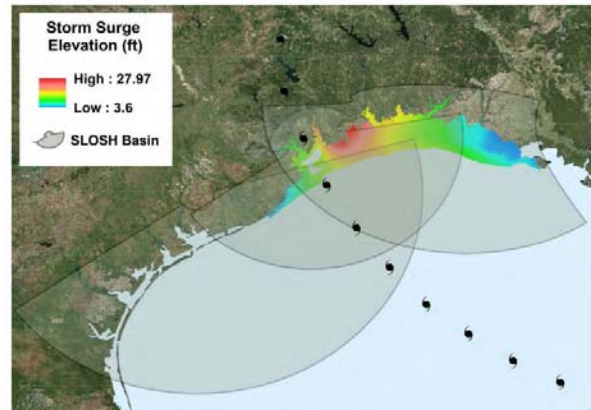 Storm Surge
Elevation (ft)
High : 27.97
Low : 3.6
SLOSH Basin